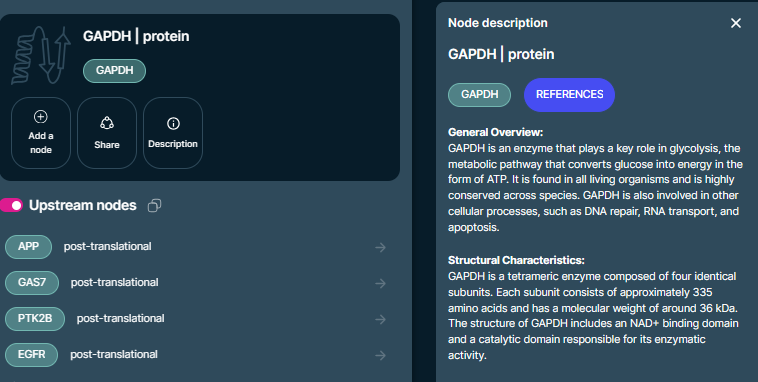 GAPDH | protein
GAPDH
Add a
node
Share
Description
Upstream nodes
APP post-translational
GAS7 post-translational
PTK2B post-translational
EGFR post-translational
Node description
GAPDH | protein
GAPDH REFERENCES
General Overview:
GAPDH is an enzyme that plays a key role in glycolysis, the
metabolic pathway that converts glucose into energy in the
form of ATP. It is found in all living organisms and is highly
conserved across species. GAPDH is also involved in other
cellular processes, such as DNA repair, RNA transport, and
apoptosis.
Structural Characteristics:
GAPDH is a tetrameric enzyme composed of four identical
subunits. Each subunit consists of approximately 335
amino acids and has a molecular weight of around 36 kDa.
The structure of GAPDH includes an NAD+ binding domain
and a catalytic domain responsible for its enzymatic
activity.